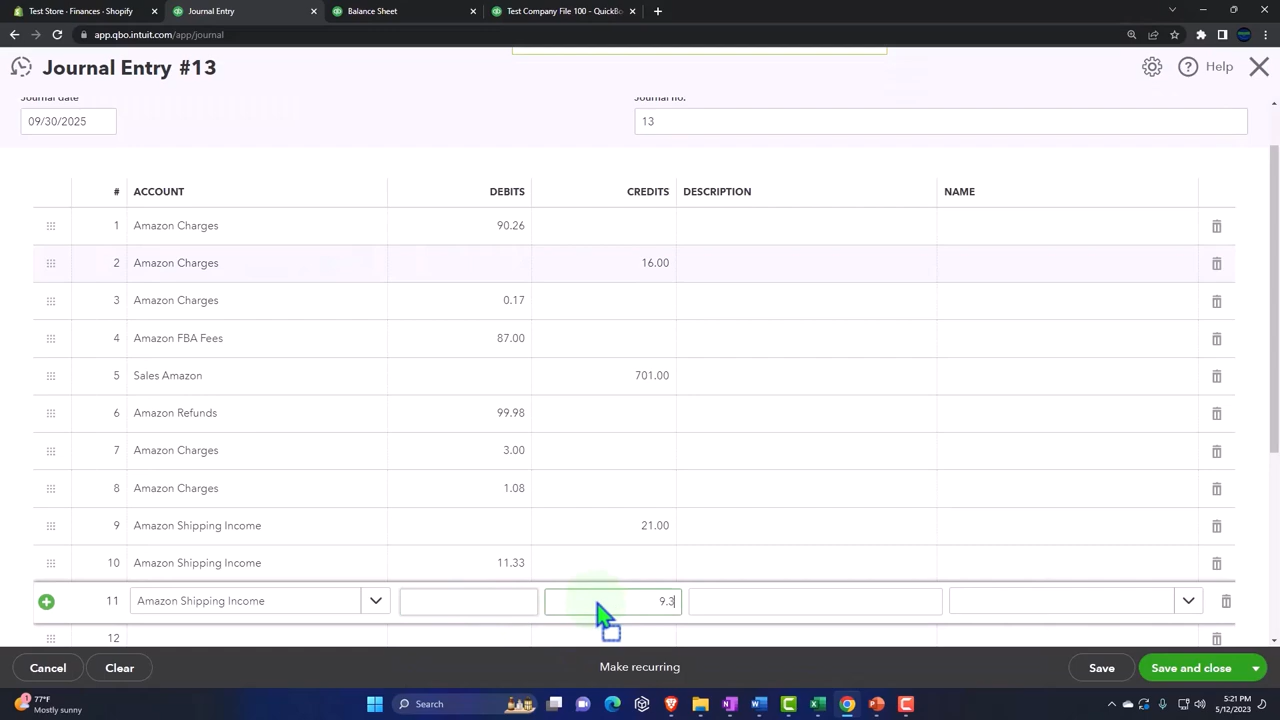 Test Store - Finances - Shopify Journal Entry Balance Sheet Test Company File 100 - QuickBo
app.qbo.intuit.com/app/journal
Journal Entry #13 Help
Journal date Journal no.
09/30/2025 13
# ACCOUNT DEBITS CREDITS DESCRIPTION NAME
1 Amazon Charges 90.26
2 Amazon Charges 16.00
3 Amazon Charges 0.17
4 Amazon FBA Fees 87.00
5 Sales Amazon 701.00
6 Amazon Refunds 99.98
7 Amazon Charges 3.00
8 Amazon Charges 1.08
9 Amazon Shipping Income 21.00
10 Amazon Shipping Income 11.33
11 Amazon Shipping Income 9.3
12
Cancel Clear Make recurring Save Save and close
77°F Search 5:21 PM
Mostly sunny 5/12/2023